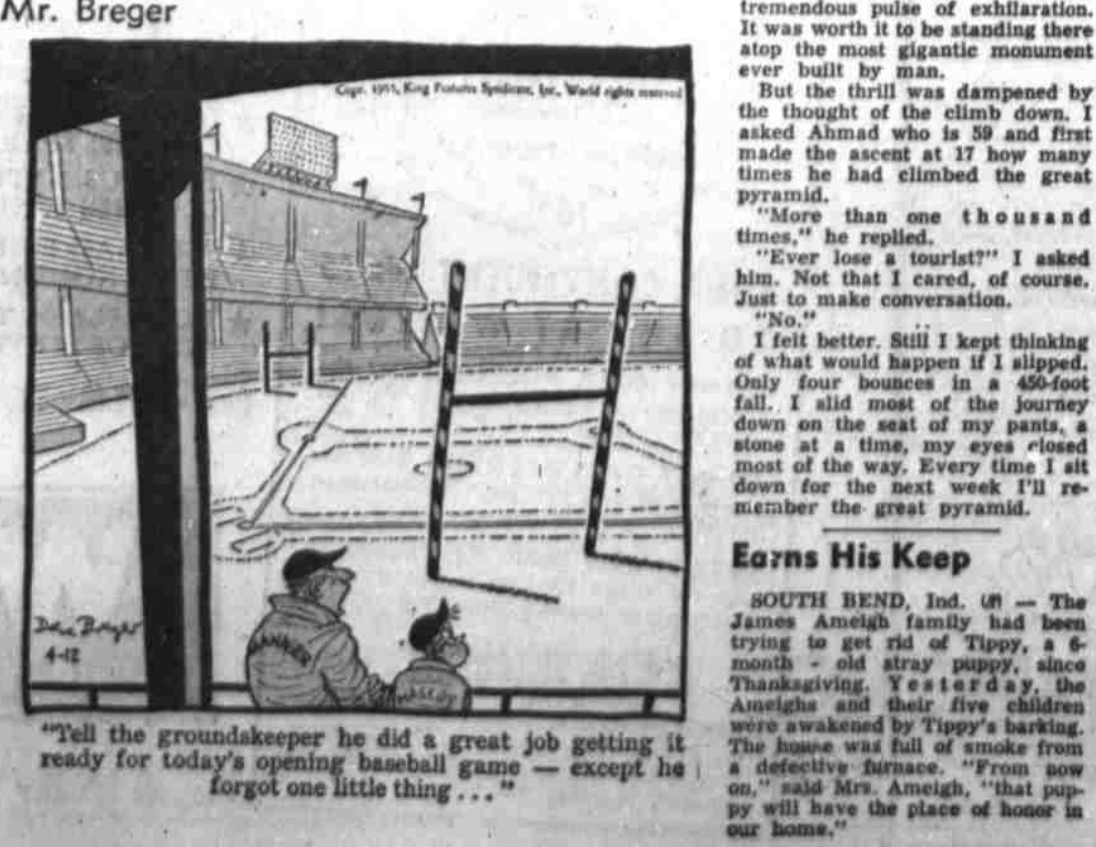 Mr. Breger
Copr. 1955, King Features Syndicate, Inc., World rights reserved
MANAGER
MASCOT
Dave Breger
4-12
"Tell the groundskeeper he did a great job getting it
ready for today's opening baseball game — except he
forgot one little thing . . . "
tremendous pulse of exhilaration.
It was worth it to be standing there
atop the most gigantic monument
ever built by man.
But the thrill was dampened by
the thought of the climb down. I
asked Ahmad who is 59 and first
made the ascent at 17 how many
times he had climbed the great
pyramid.
"More than one thousand
times," he replied.
"Ever lose a tourist?" I asked
him. Not that I cared, of course.
Just to make conversation.
"No."
I felt better. Still I kept thinking
of what would happen if I slipped.
Only four bounces in a 450-foot
fall. I slid most of the journey
down on the seat of my pants, a
stone at a time, my eyes closed
most of the way. Every time I sit
down for the next week I'll re-
member the great pyramid.
Earns His Keep
SOUTH BEND, Ind. (AP) — The
James Ameigh family had been
trying to get rid of Tippy, a 6-
month - old stray puppy, since
Thanksgiving. Yesterday, the
Ameighs and their five children
were awakened by Tippy's barking.
The house was full of smoke from
a defective furnace. "From now
on," said Mrs. Ameigh, "that pup-
py will have the place of honor in
our home."